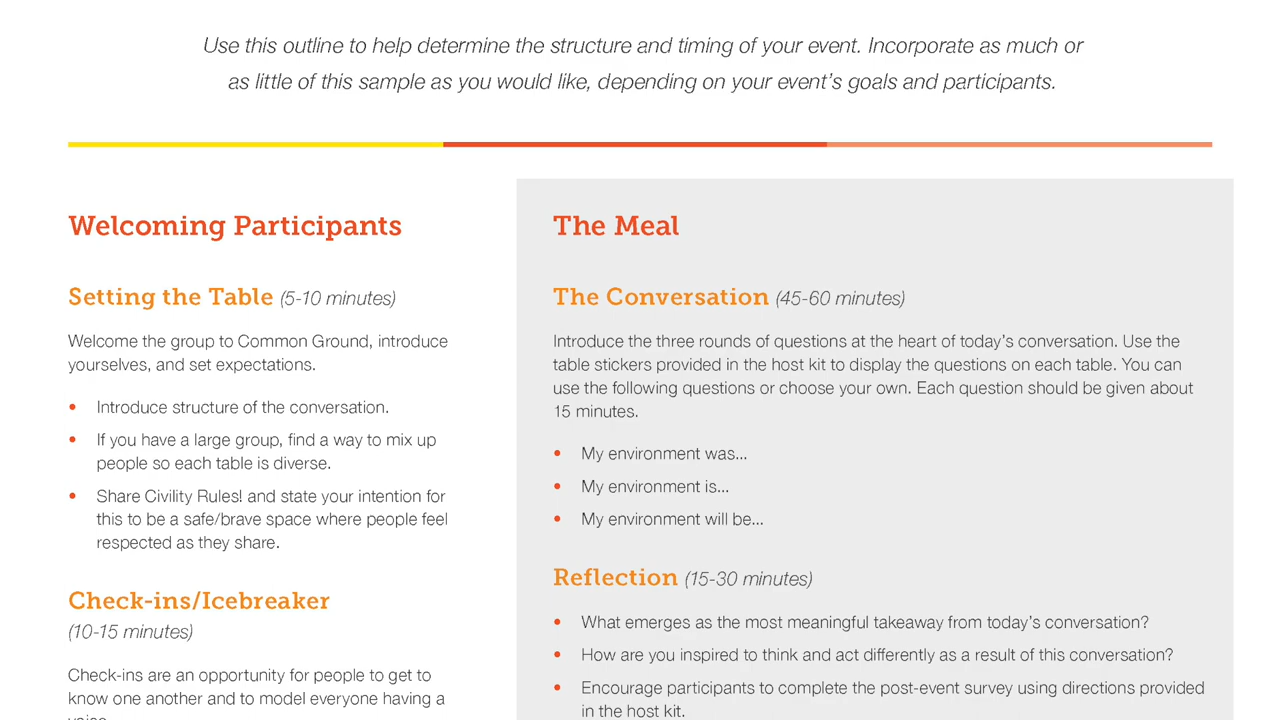 Use this outline to help determine the structure and timing of your event. Incorporate as much or
as little of this sample as you would like, depending on your event's goals and participants.
Welcoming Participants
Setting the Table (5-10 minutes)
Welcome the group to Common Ground, introduce
yourselves, and set expectations.
• Introduce structure of the conversation.
• If you have a large group, find a way to mix up
people so each table is diverse.
• Share Civility Rules! and state your intention for
this to be a safe/brave space where people feel
respected as they share.
Check-ins/Icebreaker
(10-15 minutes)
Check-ins are an opportunity for people to get to
know one another and to model everyone having a
voice.
The Meal
The Conversation (45-60 minutes)
Introduce the three rounds of questions at the heart of today's conversation. Use the
table stickers provided in the host kit to display the questions on each table. You can
use the following questions or choose your own. Each question should be given about
15 minutes.
• My environment was...
• My environment is...
• My environment will be...
Reflection (15-30 minutes)
• What emerges as the most meaningful takeaway from today's conversation?
• How are you inspired to think and act differently as a result of this conversation?
• Encourage participants to complete the post-event survey using directions provided
in the host kit.